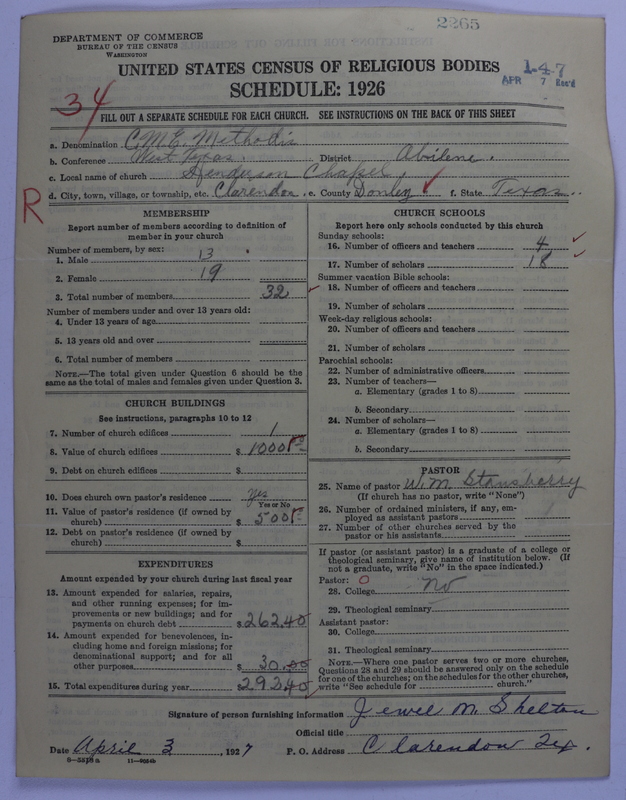 2265
DEPARTMENT OF COMMERCE
BUREAU OF THE CENSUS
WASHINGTON
1-47
APR 7 Rec'd
UNITED STATES CENSUS OF RELIGIOUS BODIES
SCHEDULE: 1926
34
FILL OUT A SEPARATE SCHEDULE FOR EACH CHURCH. SEE INSTRUCTIONS ON THE BACK OF THIS SHEET
a. Denomination C.M.E. Methodis
b. Conference West Texas. District Abilene.
c. Local name of church Henderson Chapel
d. City, town, village, or township, etc. Clarendon. e. County Donley f. State Texas.
R
MEMBERSHIP
Report number of members according to definition of
member in your church
Number of members, by sex:
1. Male 13
2. Female 19
3. Total number of members 32
Number of members under and over 13 years old:
4. Under 13 years of age
5. 13 years old and over
6. Total number of members
NOTE.—The total given under Question 6 should be the
same as the total of males and females given under Question 3.
CHURCH BUILDINGS
See instructions, paragraphs 10 to 12
7. Number of church edifices 1
8. Value of church edifices $ 1000
9. Debt on church edifices $
10. Does church own pastor's residence yes
Yes or No
11. Value of pastor's residence (if owned by
church) $ 500
12. Debt on pastor's residence (if owned by
church) $
EXPENDITURES
Amount expended by your church during last fiscal year
13. Amount expended for salaries, repairs,
and other running expenses; for im-
provements or new buildings; and for
payments on church debt $ 262.40
14. Amount expended for benevolences, in-
cluding home and foreign missions; for
denominational support; and for all
other purposes $ 30.00
15. Total expenditures during year $ 292.40
CHURCH SCHOOLS
Report here only schools conducted by this church
Sunday schools:
16. Number of officers and teachers 4
17. Number of scholars 18
Summer vacation Bible schools:
18. Number of officers and teachers
19. Number of scholars
Week-day religious schools:
20. Number of officers and teachers
21. Number of scholars
Parochial schools:
22. Number of administrative officers
23. Number of teachers—
a. Elementary (grades 1 to 8)
b. Secondary
24. Number of scholars—
a. Elementary (grades 1 to 8)
b. Secondary
PASTOR
25. Name of pastor W. M. Stansberry
(If church has no pastor, write "None")
26. Number of ordained ministers, if any, em-
ployed as assistant pastors 1
27. Number of other churches served by the
pastor or his assistants
If pastor (or assistant pastor) is a graduate of a college or
theological seminary, give name of institution below. (If
not a graduate, write "No" in the space indicated.)
Pastor: O
28. College No
29. Theological seminary
Assistant pastor:
30. College
31. Theological seminary
NOTE.—Where one pastor serves two or more churches,
Questions 28 and 29 should be answered only on the schedule
for one of the churches; on the schedules for the other churches,
write "See schedule for church."
Signature of person furnishing information Jewel M. Shelton
Official title
Date April 3, 1927 P. O. Address Clarendon Tex.